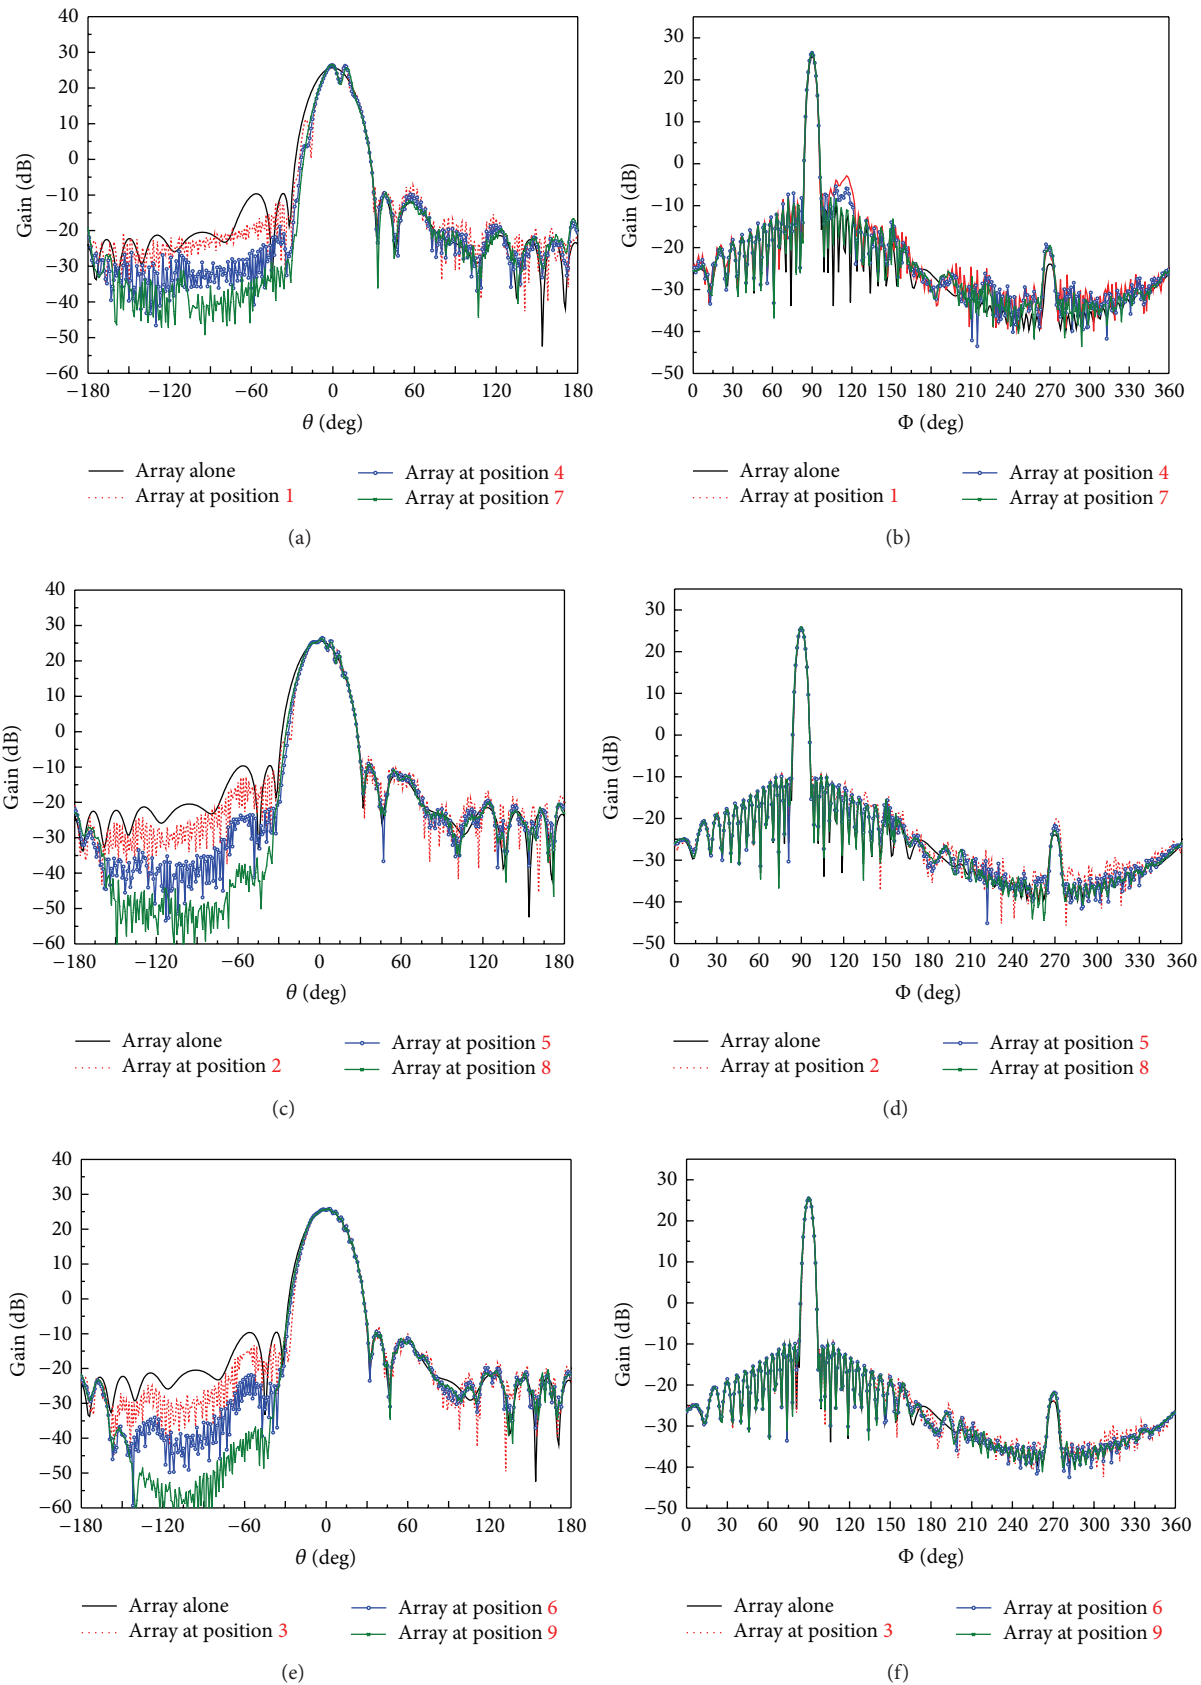 40
30
20
10
0
−10
−20
−30
−40
−50
−60
Gain (dB)
−180 −120 −60 0 60 120 180
θ (deg)
Array alone
Array at position 1
Array at position 4
Array at position 7
(a)
30
20
10
0
−10
−20
−30
−40
−50
Gain (dB)
0 30 60 90 120 150 180 210 240 270 300 330 360
Φ (deg)
Array alone
Array at position 1
Array at position 4
Array at position 7
(b)
40
30
20
10
0
−10
−20
−30
−40
−50
−60
Gain (dB)
−180 −120 −60 0 60 120 180
θ (deg)
Array alone
Array at position 2
Array at position 5
Array at position 8
(c)
30
20
10
0
−10
−20
−30
−40
−50
Gain (dB)
0 30 60 90 120 150 180 210 240 270 300 330 360
Φ (deg)
Array alone
Array at position 2
Array at position 5
Array at position 8
(d)
40
30
20
10
0
−10
−20
−30
−40
−50
−60
Gain (dB)
−180 −120 −60 0 60 120 180
θ (deg)
Array alone
Array at position 3
Array at position 6
Array at position 9
(e)
30
20
10
0
−10
−20
−30
−40
−50
Gain (dB)
0 30 60 90 120 150 180 210 240 270 300 330 360
Φ (deg)
Array alone
Array at position 3
Array at position 6
Array at position 9
(f)